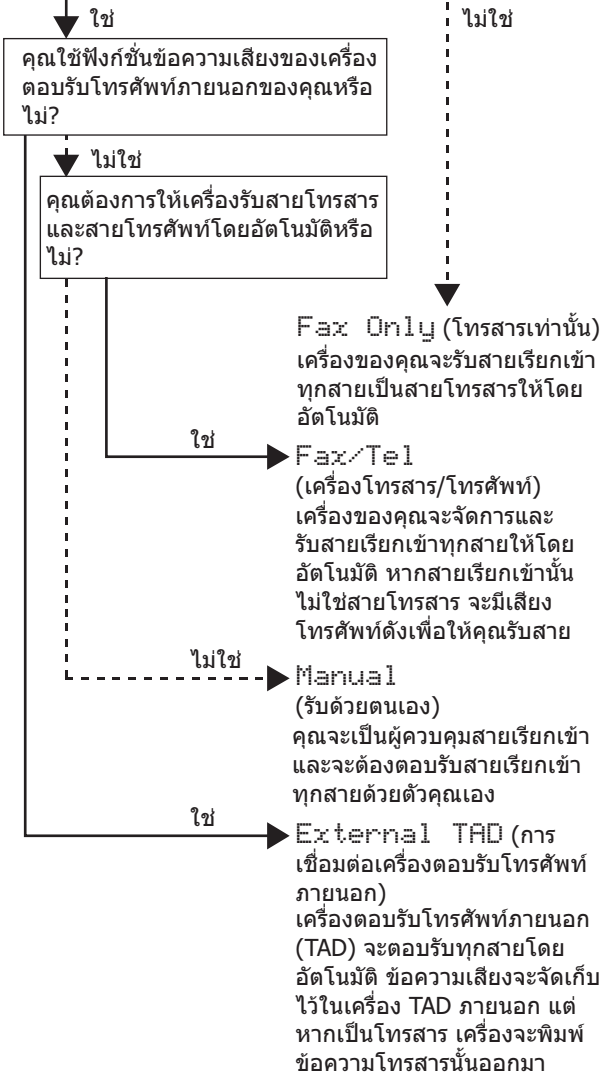 ใช่
ไม่ใช่
คุณใช้ฟังก์ชั่นข้อความเสียงของเครื่อง
ตอบรับโทรศัพท์ภายนอกของคุณหรือ
ไม่?
ไม่ใช่
คุณต้องการให้เครื่องรับสายโทรสาร
และสายโทรศัพท์โดยอัตโนมัติหรือ
ไม่?
Fax Only (โทรสารเท่านั้น)
เครื่องของคุณจะรับสายเรียกเข้า
ทุกสายเป็นสายโทรสารให้โดย
อัตโนมัติ
ใช่
Fax/Tel
(เครื่องโทรสาร/โทรศัพท์)
เครื่องของคุณจะจัดการและ
รับสายเรียกเข้าทุกสายให้โดย
อัตโนมัติ หากสายเรียกเข้านั้น
ไม่ใช่สายโทรสาร จะมีเสียง
โทรศัพท์ดังเพื่อให้คุณรับสาย
ไม่ใช่
Manual
(รับด้วยตนเอง)
คุณจะเป็นผู้ควบคุมสายเรียกเข้า
และจะต้องตอบรับสายเรียกเข้า
ทุกสายด้วยตัวคุณเอง
ใช่
External TAD (การ
เชื่อมต่อเครื่องตอบรับโทรศัพท์
ภายนอก)
เครื่องตอบรับโทรศัพท์ภายนอก
(TAD) จะตอบรับทุกสายโดย
อัตโนมัติ ข้อความเสียงจะจัดเก็บ
ไว้ในเครื่อง TAD ภายนอก แต่
หากเป็นโทรสาร เครื่องจะพิมพ์
ข้อความโทรสารนั้นออกมา